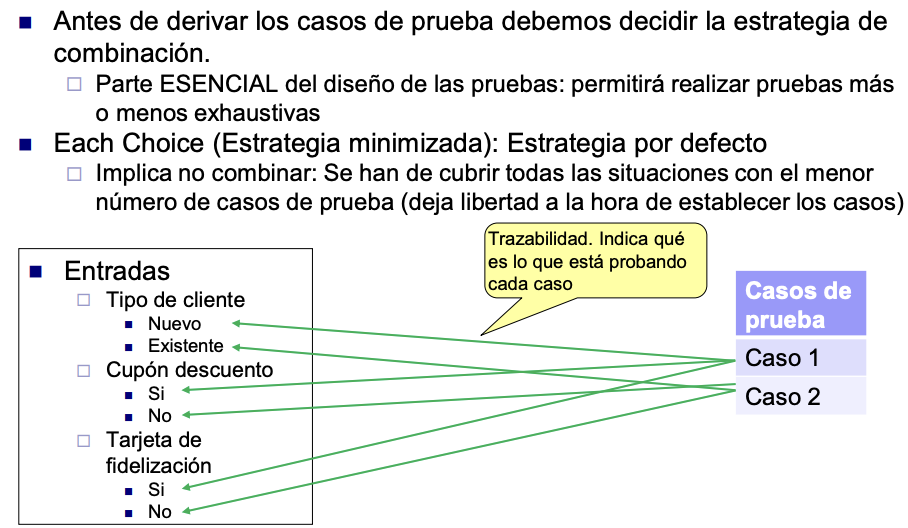 Antes de derivar los casos de prueba debemos decidir la estrategia de
combinación.
Parte ESENCIAL del diseño de las pruebas: permitirá realizar pruebas más
o menos exhaustivas
Each Choice (Estrategia minimizada): Estrategia por defecto
Implica no combinar: Se han de cubrir todas las situaciones con el menor
número de casos de prueba (deja libertad a la hora de establecer los casos)
Trazabilidad. Indica qué
es lo que está probando
cada caso
Entradas
Tipo de cliente
Nuevo
Existente
Cupón descuento
Si
No
Tarjeta de
fidelización
Si
No
Casos de
prueba
Caso 1
Caso 2